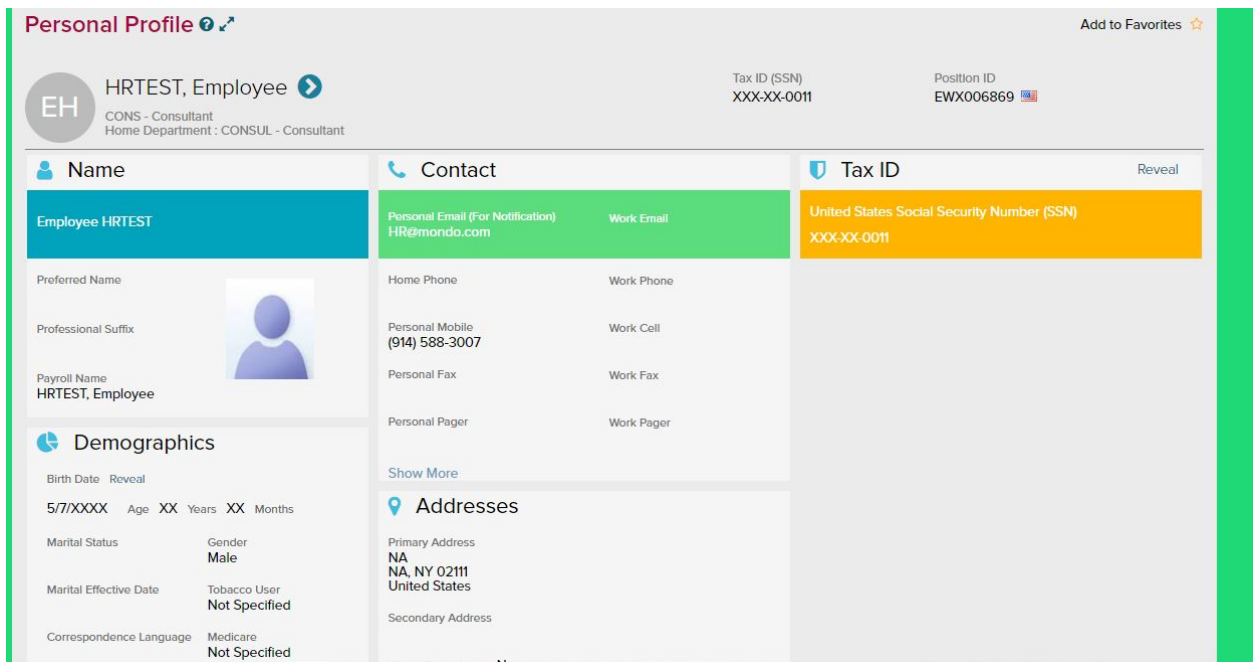 Personal Profile
Add to Favorites
EH
HRTEST, Employee
CONS - Consultant
Home Department : CONSUL - Consultant
Tax ID (SSN)
XXX-XX-0011
Position ID
EWX006869
Name
Employee HRTEST
Preferred Name
Professional Suffix
Payroll Name
HRTEST, Employee
Demographics
Birth Date Reveal
5/7/XXXX Age XX Years XX Months
Marital Status
Gender
Male
Marital Effective Date
Tobacco User
Not Specified
Correspondence Language
Medicare
Not Specified
Contact
Personal Email (For Notification)
HR@mondo.com
Work Email
Home Phone
Work Phone
Personal Mobile
(914) 588-3007
Work Cell
Personal Fax
Work Fax
Personal Pager
Work Pager
Show More
Addresses
Primary Address
NA
NA, NY 02111
United States
Secondary Address
Tax ID
Reveal
United States Social Security Number (SSN)
XXX-XX-0011